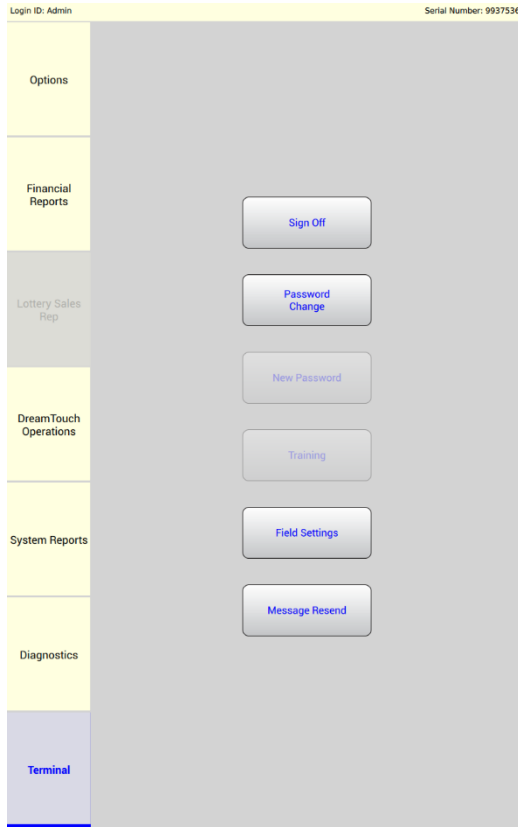 Login ID: Admin
Serial Number: 9937536
Options
Financial
Reports
Lottery Sales
Rep
DreamTouch
Operations
System Reports
Diagnostics
Terminal
Sign Off
Password
Change
New Password
Training
Field Settings
Message Resend